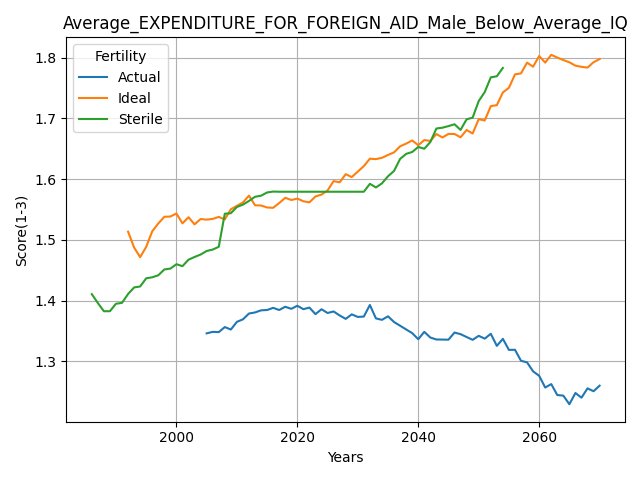 Average_EXPENDITURE_FOR_FOREIGN_AID_Male_Below_Average_IQ
Fertility
Actual
Ideal
Sterile
Score(1-3)
1.8
1.7
1.6
1.5
1.4
1.3
2000
2020
2040
2060
Years